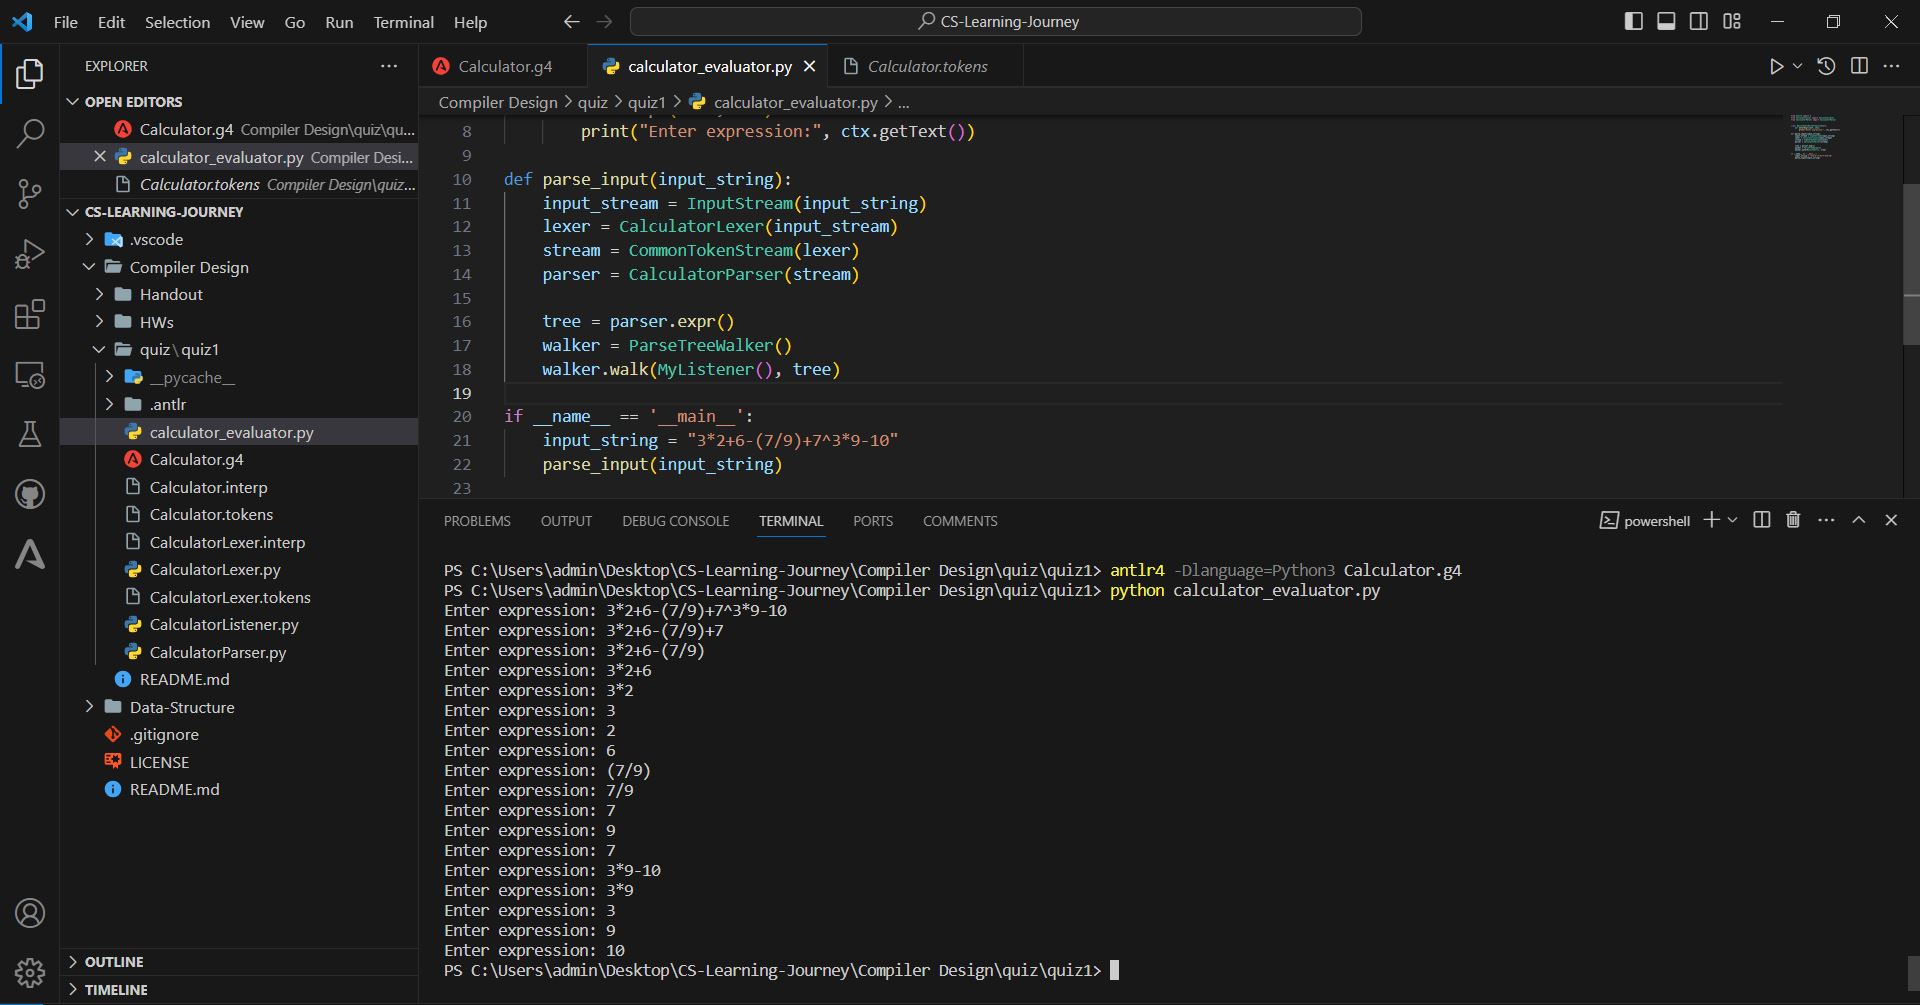 File Edit Selection View Go Run Terminal Help
CS-Learning-Journey
EXPLORER
OPEN EDITORS
Calculator.g4 Compiler Design\quiz\qu...
calculator_evaluator.py Compiler Desi...
Calculator.tokens Compiler Design\quiz...
CS-LEARNING-JOURNEY
.vscode
Compiler Design
Handout
HWs
quiz\quiz1
__pycache__
.antlr
calculator_evaluator.py
Calculator.g4
Calculator.interp
Calculator.tokens
CalculatorLexer.interp
CalculatorLexer.py
CalculatorLexer.tokens
CalculatorListener.py
CalculatorParser.py
README.md
Data-Structure
.gitignore
LICENSE
README.md
OUTLINE
TIMELINE
Calculator.g4
calculator_evaluator.py
Calculator.tokens
Compiler Design > quiz > quiz1 > calculator_evaluator.py > ...
8 print("Enter expression:", ctx.getText())
9
10 def parse_input(input_string):
11 input_stream = InputStream(input_string)
12 lexer = CalculatorLexer(input_stream)
13 stream = CommonTokenStream(lexer)
14 parser = CalculatorParser(stream)
15
16 tree = parser.expr()
17 walker = ParseTreeWalker()
18 walker.walk(MyListener(), tree)
19
20 if __name__ == '__main__':
21 input_string = "3*2+6-(7/9)+7^3*9-10"
22 parse_input(input_string)
23
PROBLEMS OUTPUT DEBUG CONSOLE TERMINAL PORTS COMMENTS
powershell
PS C:\Users\admin\Desktop\CS-Learning-Journey\Compiler Design\quiz\quiz1> antlr4 -Dlanguage=Python3 Calculator.g4
PS C:\Users\admin\Desktop\CS-Learning-Journey\Compiler Design\quiz\quiz1> python calculator_evaluator.py
Enter expression: 3*2+6-(7/9)+7^3*9-10
Enter expression: 3*2+6-(7/9)+7
Enter expression: 3*2+6-(7/9)
Enter expression: 3*2+6
Enter expression: 3*2
Enter expression: 3
Enter expression: 2
Enter expression: 6
Enter expression: (7/9)
Enter expression: 7/9
Enter expression: 7
Enter expression: 9
Enter expression: 7
Enter expression: 3*9-10
Enter expression: 3*9
Enter expression: 3
Enter expression: 9
Enter expression: 10
PS C:\Users\admin\Desktop\CS-Learning-Journey\Compiler Design\quiz\quiz1>